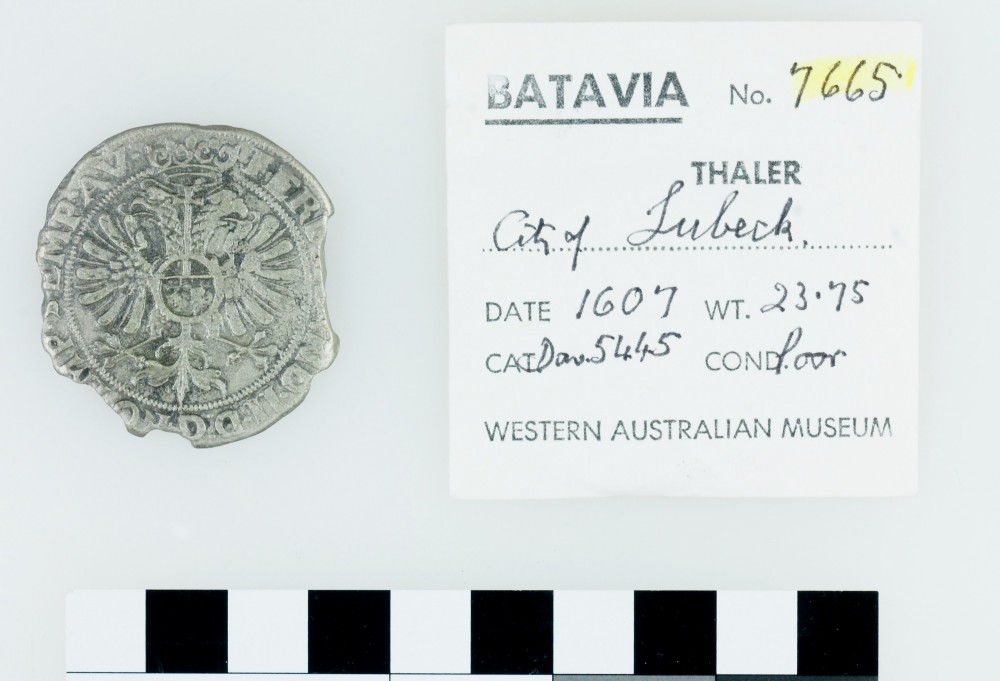 BATAVIA No. 7665
THALER
City of Lubeck.
DATE 1607 WT. 23.75
CAT Dav. 5445 COND Poor
WESTERN AUSTRALIAN MUSEUM